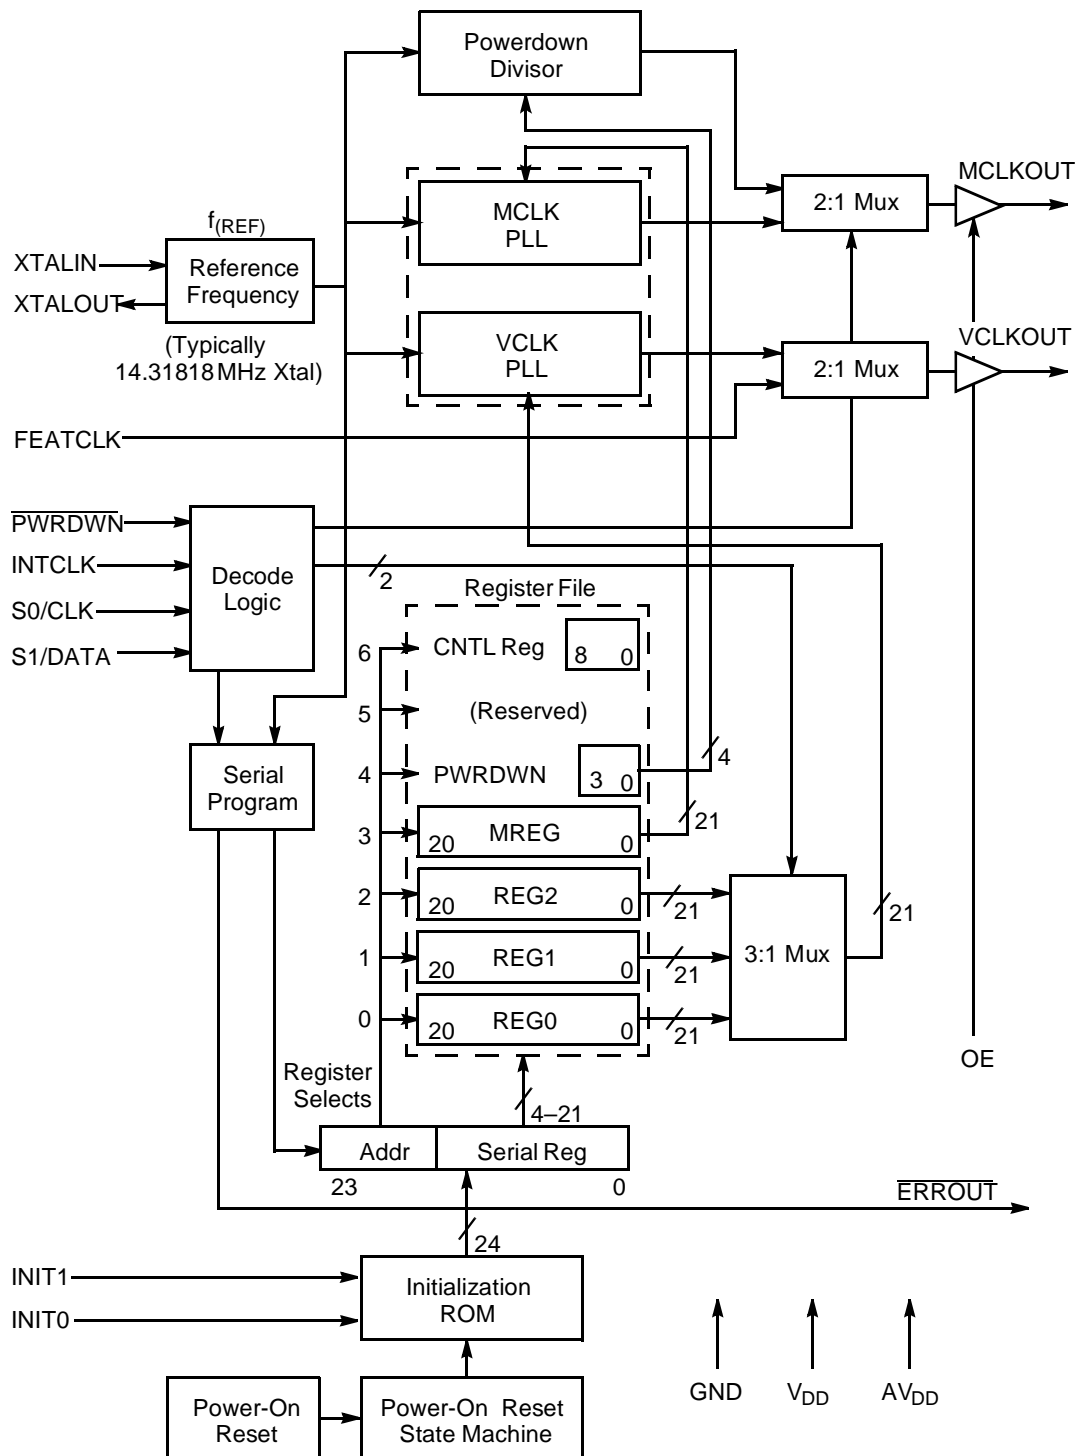 Powerdown
Divisor
MCLKOUT
MCLK
PLL
2:1 Mux
f(REF)
XTALIN
Reference
Frequency
XTALOUT
(Typically
14.31818 MHz Xtal)
VCLK
PLL
VCLKOUT
2:1 Mux
FEATCLK
PWRDWN
INTCLK
S0/CLK
S1/DATA
Decode
Logic
2
Register File
6
CNTL Reg
8 0
5
(Reserved)
4
PWRDWN
3 0
4
Serial
Program
3
MREG
20 0
21
2
REG2
20 0
21
1
REG1
20 0
21
3:1 Mux
21
0
REG0
20 0
21
OE
Register
Selects
4–21
Addr
Serial Reg
23
0
ERROUT
24
INIT1
INIT0
Initialization
ROM
GND
VDD
AVDD
Power-On
Reset
Power-On Reset
State Machine